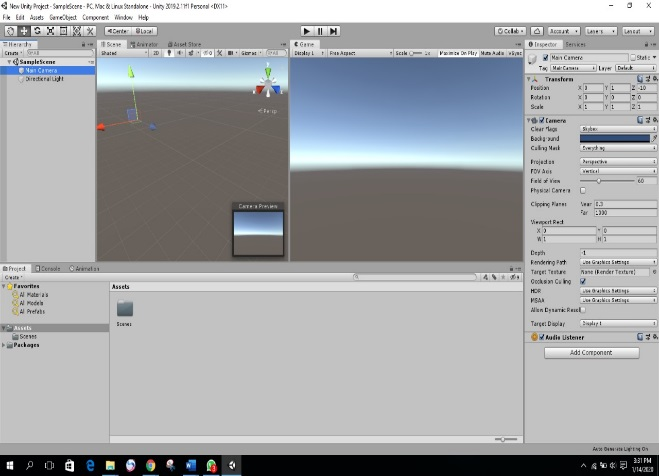 New Unity Project - SampleScene - PC, Mac & Linux Standalone - Unity 2019.2.11f1 Personal <DX11>
File Edit Assets GameObject Component Window Help
Center Local Collab Account Layers Layout
Hierarchy Scene Animator Asset Store Game Inspector Services
Create All Shaded 2D Gizmos All Display 1 Free Aspect Scale 1x Maximize On Play Mute Audio Main Camera Static
SampleScene Tag MainCamera Layer Default
Main Camera Transform
Directional Light Position X 0 Y 1 Z -10
Rotation X 0 Y 0 Z 0
Scale X 1 Y 1 Z 1
Persp
Camera
Clear Flags Skybox
Background
Culling Mask Everything
Projection Perspective
FOV Axis Vertical
Field of View 60
Physical Camera
Clipping Planes Near 0.3
Far 1000
Camera Preview
Viewport Rect
X 0 Y 0
W 1 H 1
Depth -1
Rendering Path Use Graphics Settings
Project Console Animation
Target Texture None (Render Texture)
Create
Occlusion Culling
Favorites Assets
HDR Use Graphics Settings
All Materials
MSAA Use Graphics Settings
All Models
Allow Dynamic
All Prefabs
Target Display Display 1
Assets Scenes
Scenes Audio Listener
Packages
Add Component
Auto Generate Lighting On
3:31 PM
1/14/2020